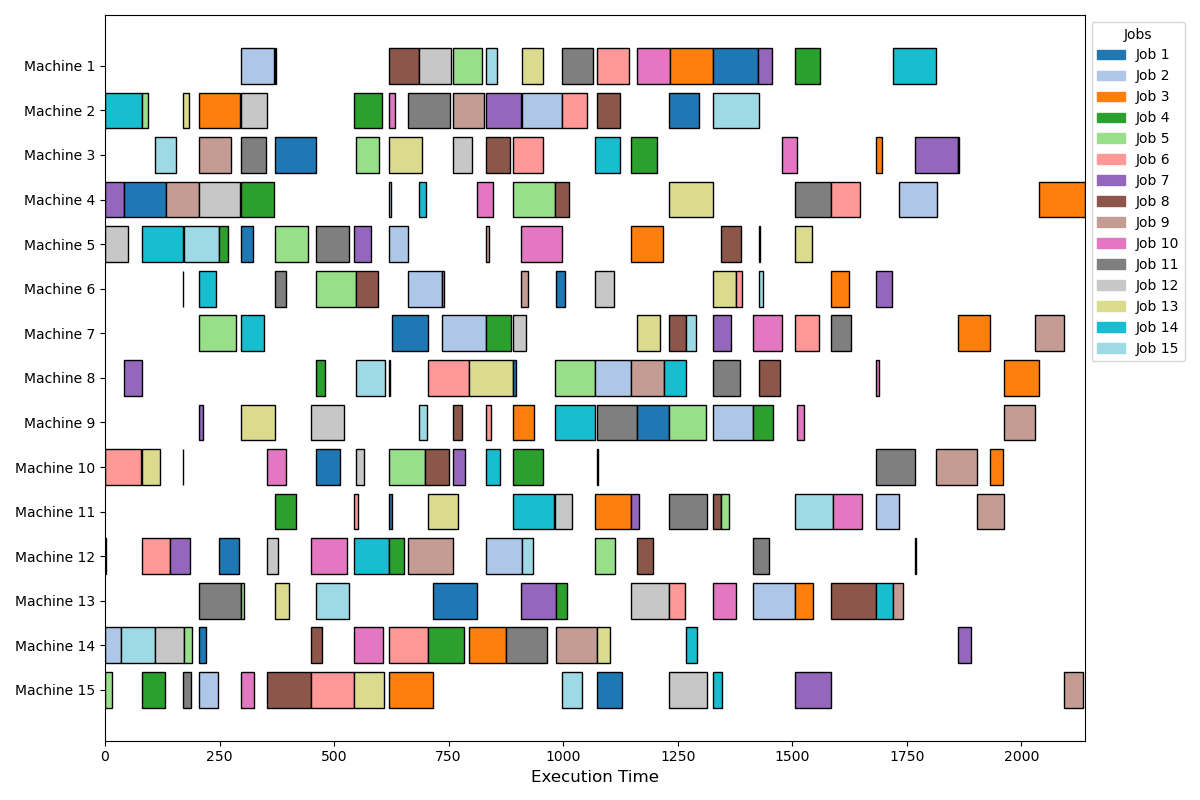 Machine 1
Machine 2
Machine 3
Machine 4
Machine 5
Machine 6
Machine 7
Machine 8
Machine 9
Machine 10
Machine 11
Machine 12
Machine 13
Machine 14
Machine 15
0 250 500 750 1000 1250 1500 1750 2000
Execution Time
Jobs
Job 1
Job 2
Job 3
Job 4
Job 5
Job 6
Job 7
Job 8
Job 9
Job 10
Job 11
Job 12
Job 13
Job 14
Job 15